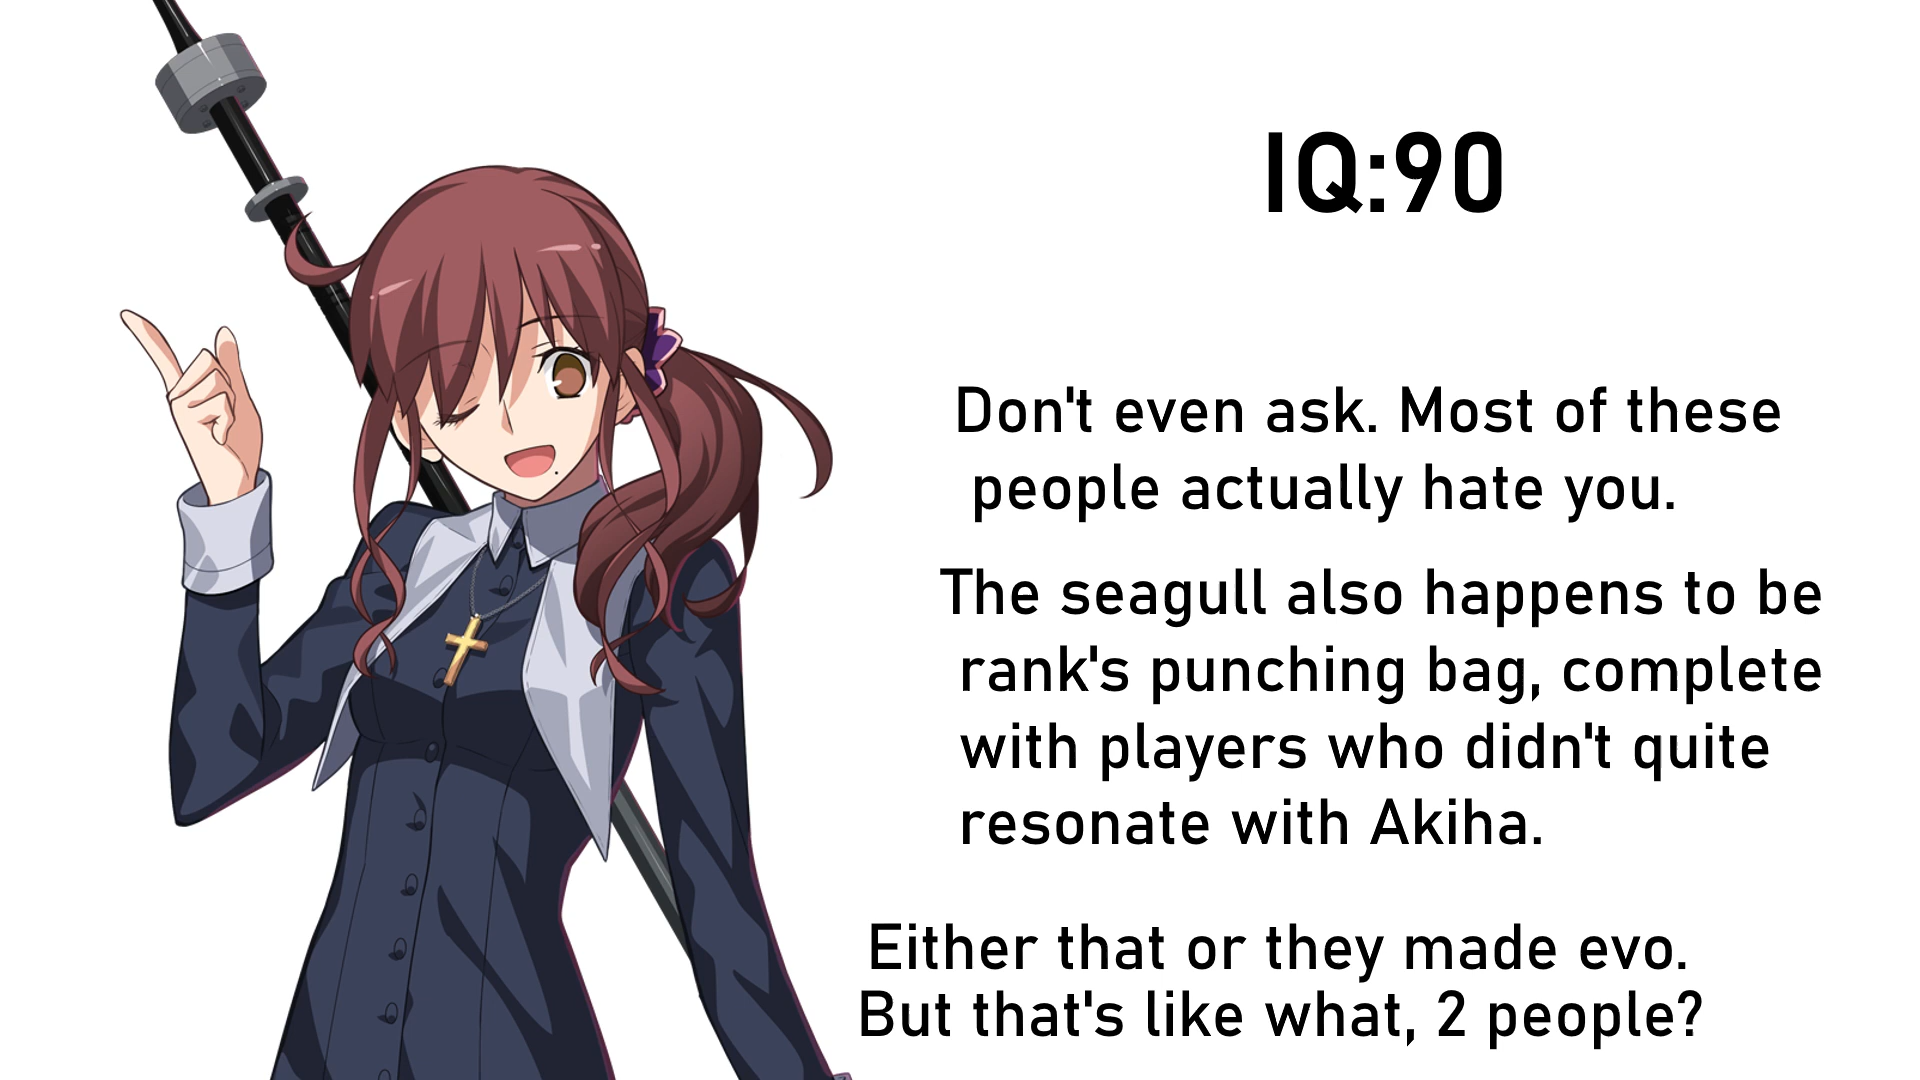 IQ:90
Don't even ask. Most of these
people actually hate you.
The seagull also happens to be
rank's punching bag, complete
with players who didn't quite
resonate with Akiha.
Either that or they made evo.
But that's like what, 2 people?